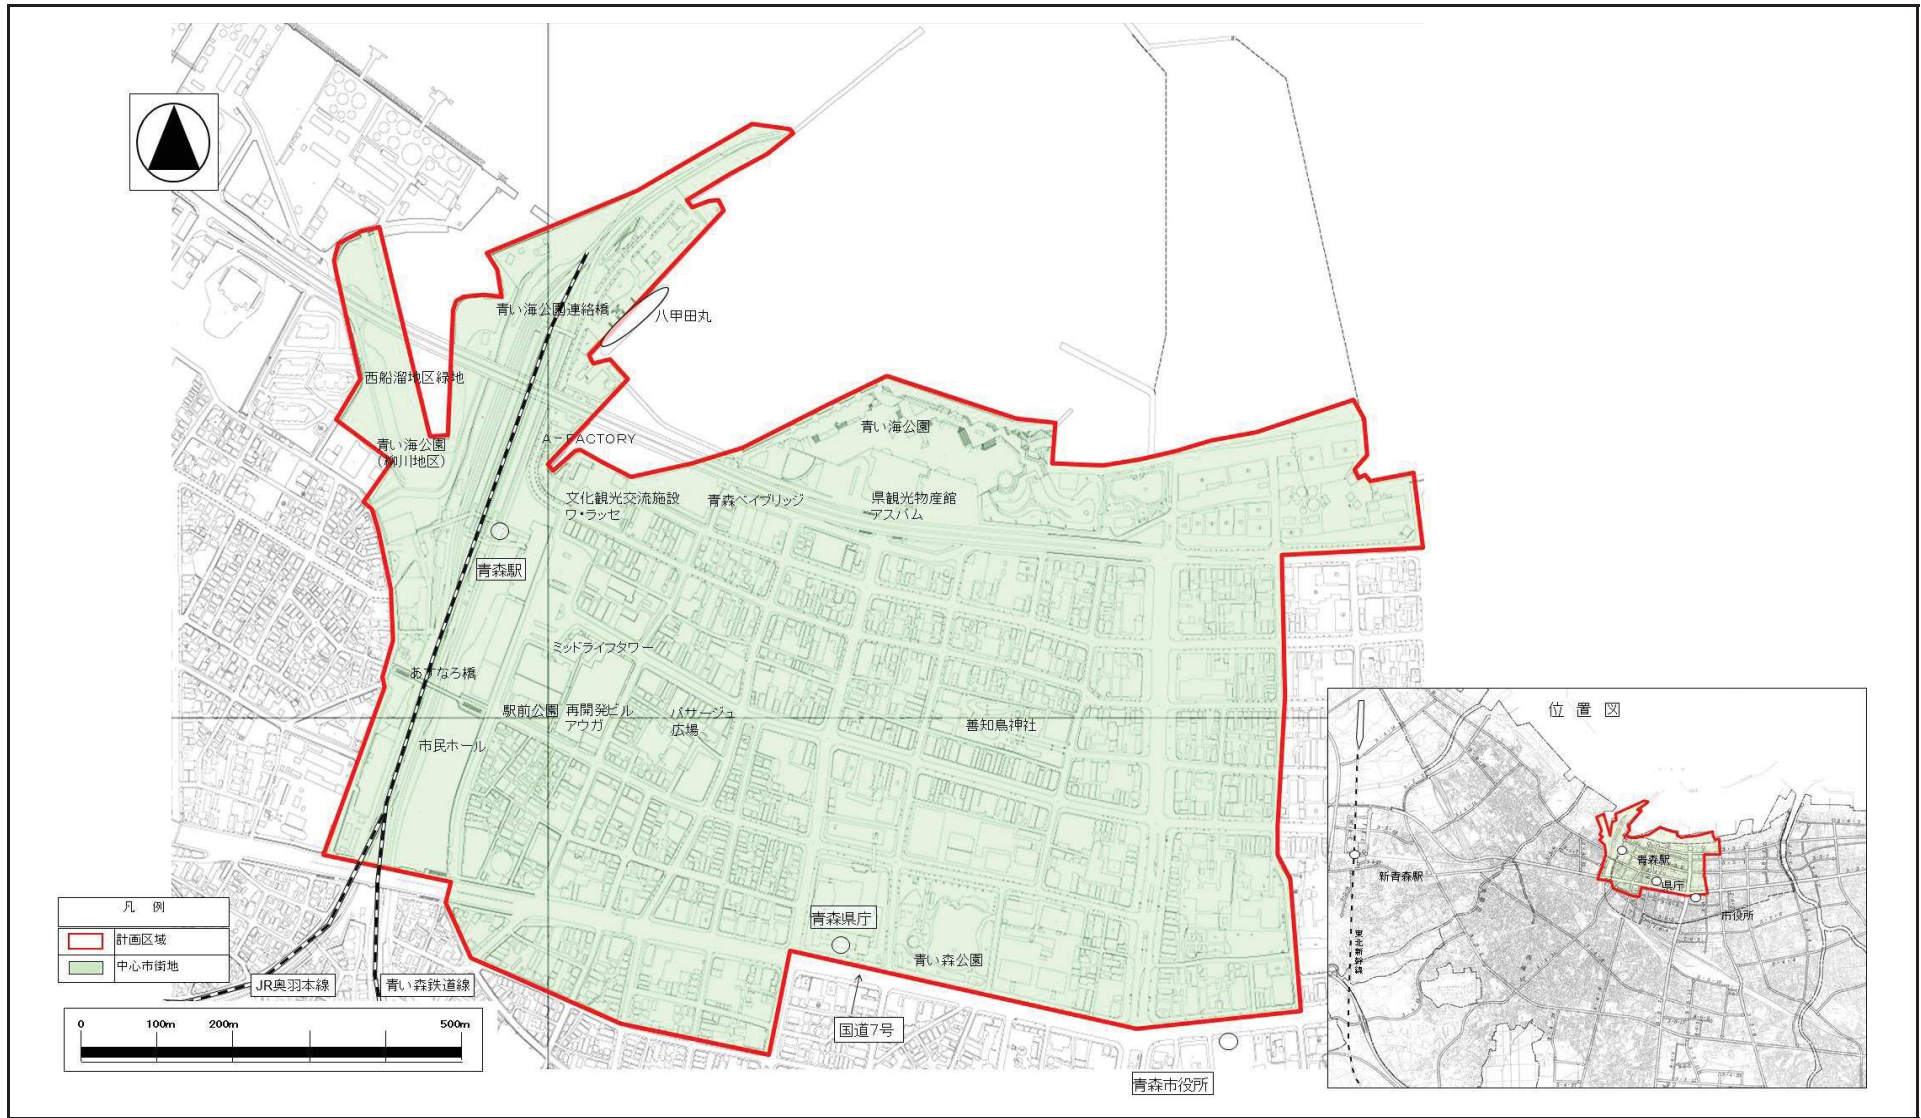 八甲田丸
青い海公園連絡橋
西船溜地区緑地
青い海公園
(柳川地区)
A-FACTORY
青い海公園
文化観光交流施設
ワ・ラッセ
青森ベイブリッジ
県観光物産館
アスパム
青森駅
ミッドライフタワー
あすなろ橋
駅前公園
再開発ビル
アウガ
パサージュ
広場
善知鳥神社
市民ホール
青森県庁
青い森公園
国道7号
青森市役所
JR奥羽本線
青い森鉄道線
凡 例
計画区域
中心市街地
0 100m 200m 500m
位 置 図
青森駅
新青森駅
県庁
市役所
東北新幹線